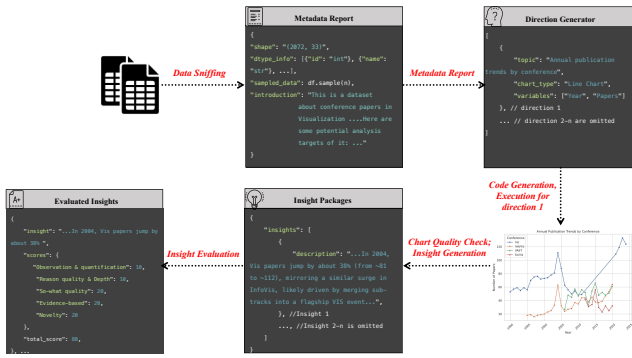 Metadata Report
{
"shape": "(2072, 33)"
"dtype_info": [{"id": "int"}, {"name":
"str"}, ...],
"sampled_data": df.sample(n),
"introduction": "This is a dataset
about conference papers in
Visualization ....Here are
some potential analysis
targets of it: ..."
}
Data Sniffing
Metadata Report
Direction Generator
[
{
"topic": "Annual publication
trends by conference",
"chart_type": "Line Chart",
"variables": ["Year", "Papers"]
}, // direction 1
... // direction 2-n are omitted
]
Code Generation,
Execution for
direction 1
Annual Publication Trends by Conference
Conference
Number of Papers
Year
Chart Quality Check;
Insight Generation
Insight Packages
{
"insights": [
{
"description": "...In 2004,
Vis papers jump by about 38% (from ~81
to ~112), mirroring a similar surge in
InfoVis, likely driven by merging sub-
tracks into a flagship VIS event...",
}, //Insight 1
..., //Insight 2-n is omitted
}
Insight Evaluation
A+
Evaluated Insights
{
"insight": "...In 2004, Vis papers jump by
about 38% ",
"scores": {
"Observation & quantification": 10,
"Reason quality & Depth": 10,
"So-what quality": 20,
"Evidence-based": 20,
"Novelty": 20
},
"total_score": 80,
}, ...